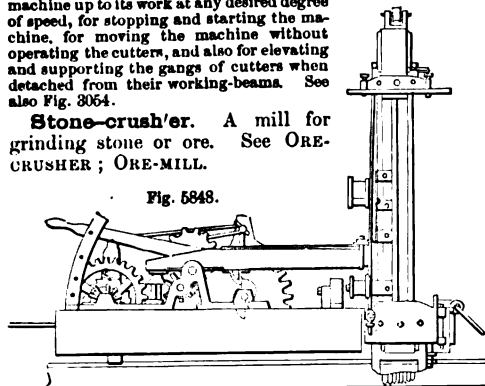 machine up to its work at any desired degree
of speed, for stopping and starting the ma-
chine, for moving the machine without
operating the cutters, and also for elevating
and supporting the gangs of cutters when
detached from their working-beams. See
also Fig. 3054.
Stone-crush'er. A mill for
grinding stone or ore. See ORE-
CRUSHER; ORE-MILL.
Fig. 5848.